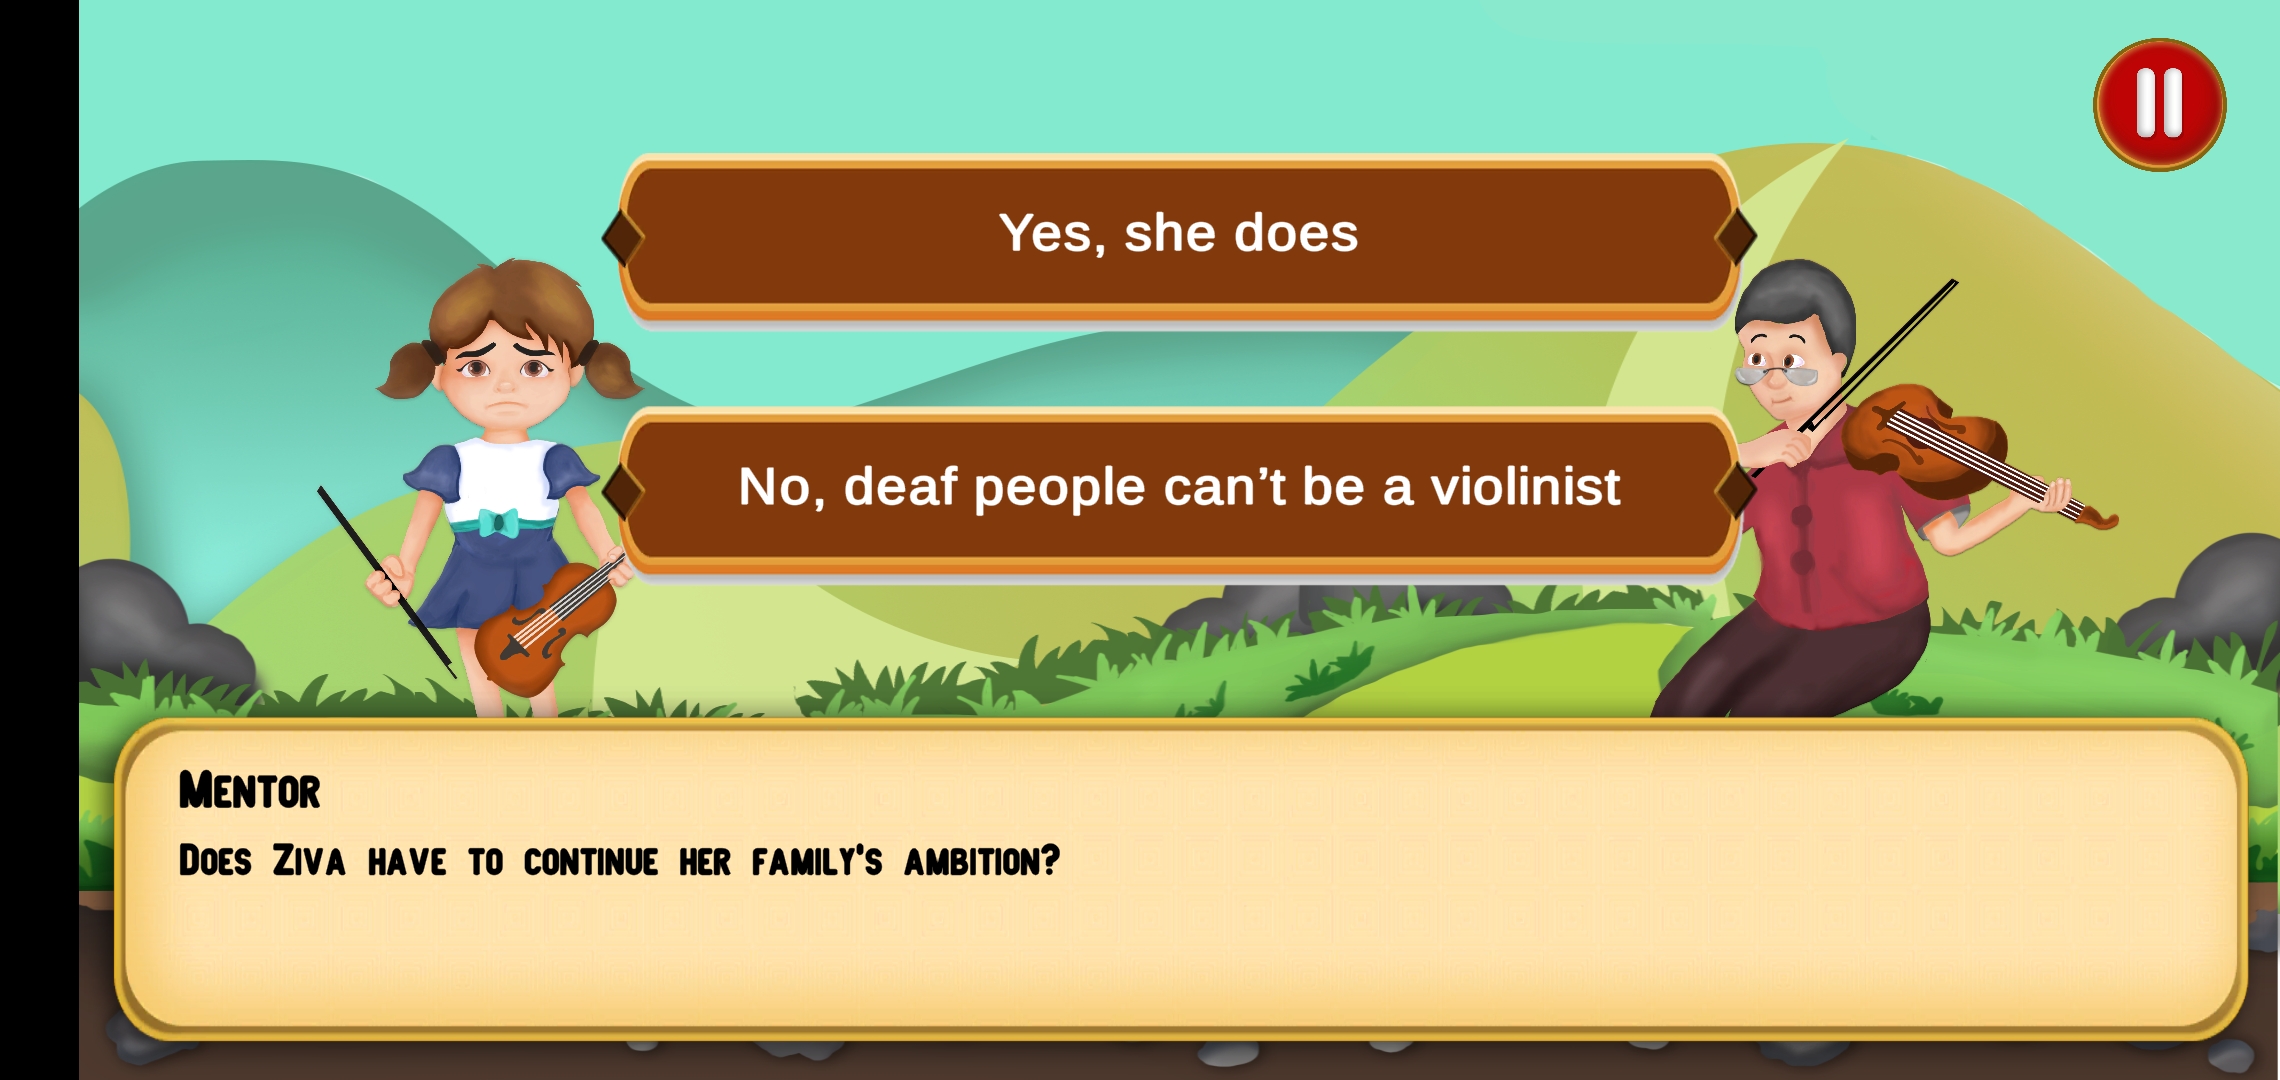 Yes, she does
No, deaf people can’t be a violinist
Mentor
Does Ziva have to continue her family's ambition?